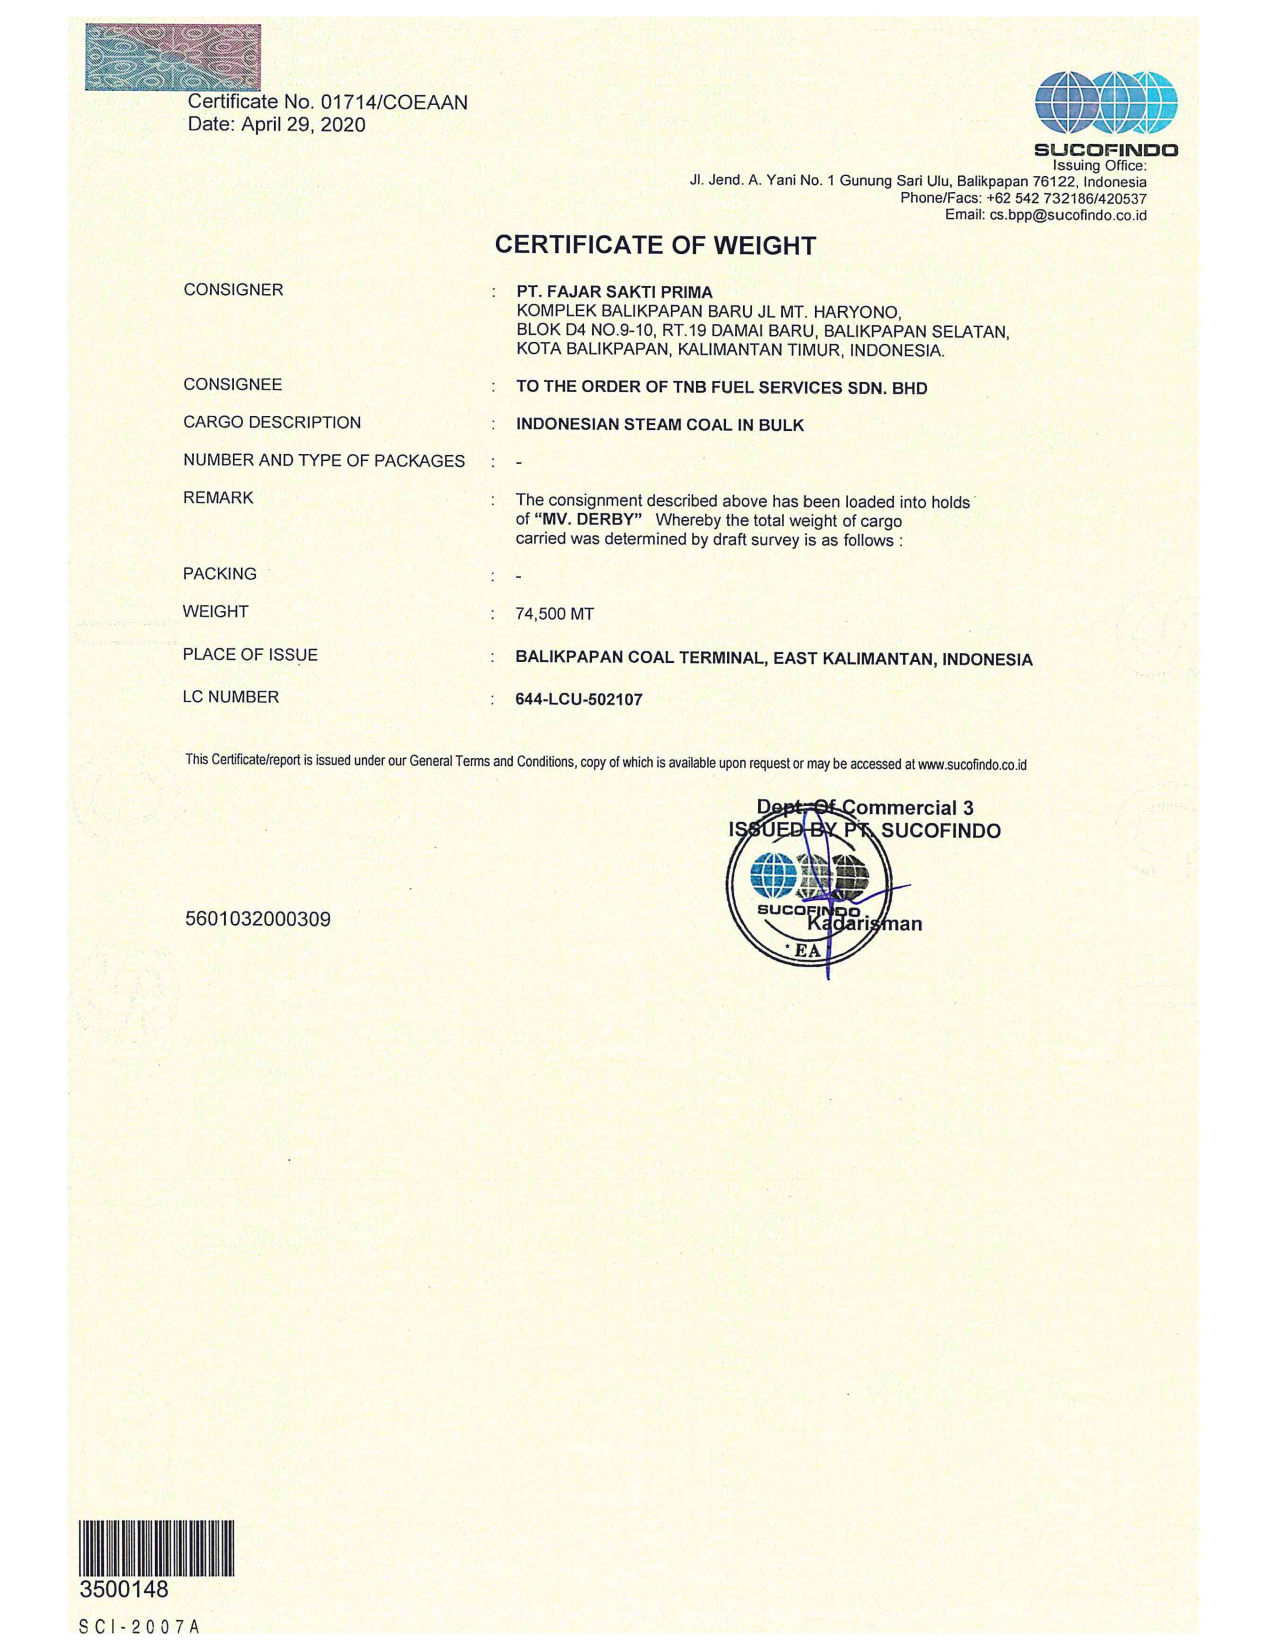 Certificate No. 01714/COEAAN
Date: April 29, 2020
SUCOFINDO
Issuing Office:
Jl. Jend. A. Yani No. 1 Gunung Sari Ulu, Balikpapan 76122, Indonesia
Phone/Facs: +62 542 732186/420537
Email: cs.bpp@sucofindo.co.id
CERTIFICATE OF WEIGHT
CONSIGNER : PT. FAJAR SAKTI PRIMA
KOMPLEK BALIKPAPAN BARU JL MT. HARYONO,
BLOK D4 NO.9-10, RT.19 DAMAI BARU, BALIKPAPAN SELATAN,
KOTA BALIKPAPAN, KALIMANTAN TIMUR, INDONESIA.
CONSIGNEE : TO THE ORDER OF TNB FUEL SERVICES SDN. BHD
CARGO DESCRIPTION : INDONESIAN STEAM COAL IN BULK
NUMBER AND TYPE OF PACKAGES : -
REMARK : The consignment described above has been loaded into holds
of “MV. DERBY” Whereby the total weight of cargo
carried was determined by draft survey is as follows :
PACKING : -
WEIGHT : 74,500 MT
PLACE OF ISSUE : BALIKPAPAN COAL TERMINAL, EAST KALIMANTAN, INDONESIA
LC NUMBER : 644-LCU-502107
This Certificate/report is issued under our General Terms and Conditions, copy of which is available upon request or may be accessed at www.sucofindo.co.id
Dept. Of Commercial 3
ISSUED BY PT. SUCOFINDO
SUCOFINDO
Kadarisman
EA
5601032000309
3500148
SCI-2007A